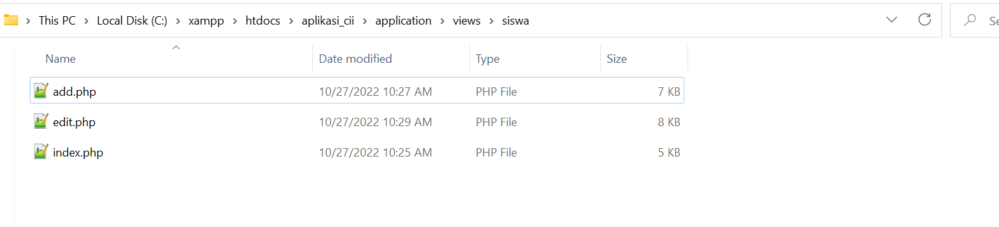 This PC > Local Disk (C:) > xampp > htdocs > aplikasi_cii > application > views > siswa
Name Date modified Type Size
add.php 10/27/2022 10:27 AM PHP File 7 KB
edit.php 10/27/2022 10:29 AM PHP File 8 KB
index.php 10/27/2022 10:25 AM PHP File 5 KB